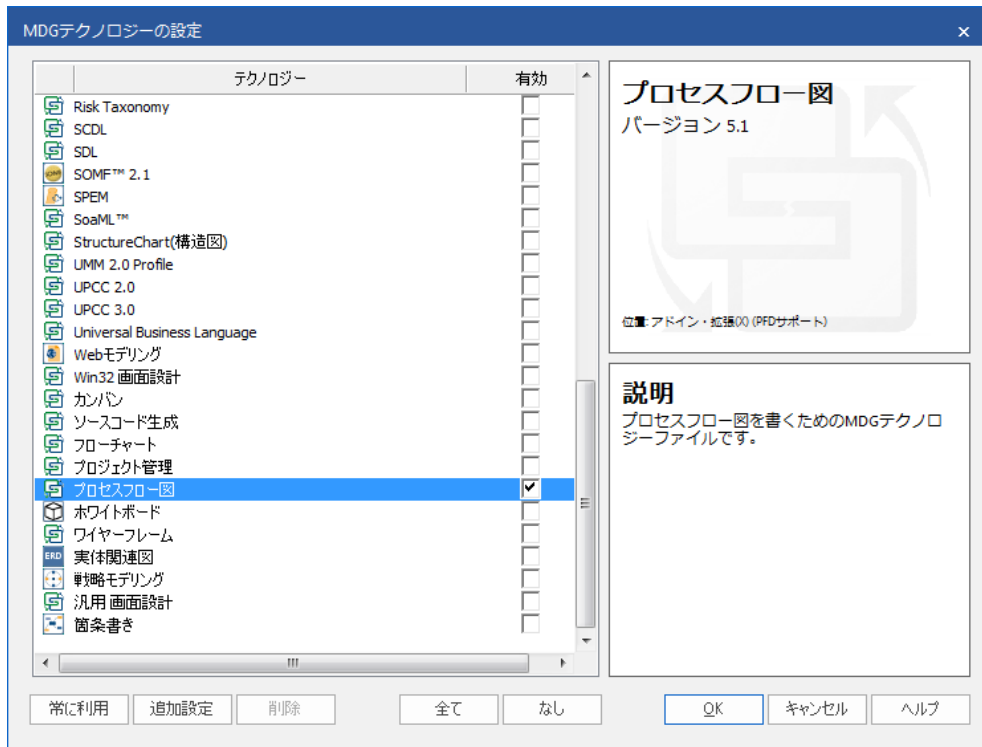 MDGテクノロジーの設定
テクノロジー 有効
Risk Taxonomy
SCDL
SDL
SOMF™ 2.1
SPEM
SoaML™
StructureChart(構造図)
UMM 2.0 Profile
UPCC 2.0
UPCC 3.0
Universal Business Language
Webモデリング
Win32 画面設計
カンバン
ソースコード生成
フローチャート
プロジェクト管理
プロセスフロー図
ホワイトボード
ワイヤーフレーム
ERD 実体関連図
戦略モデリング
汎用 画面設計
箇条書き
プロセスフロー図
バージョン 5.1
位置: アドイン・拡張(X) (PFDサポート)
説明
プロセスフロー図を書くためのMDGテクノロ
ジーファイルです。
常に利用 追加設定 削除 全て なし OK キャンセル ヘルプ